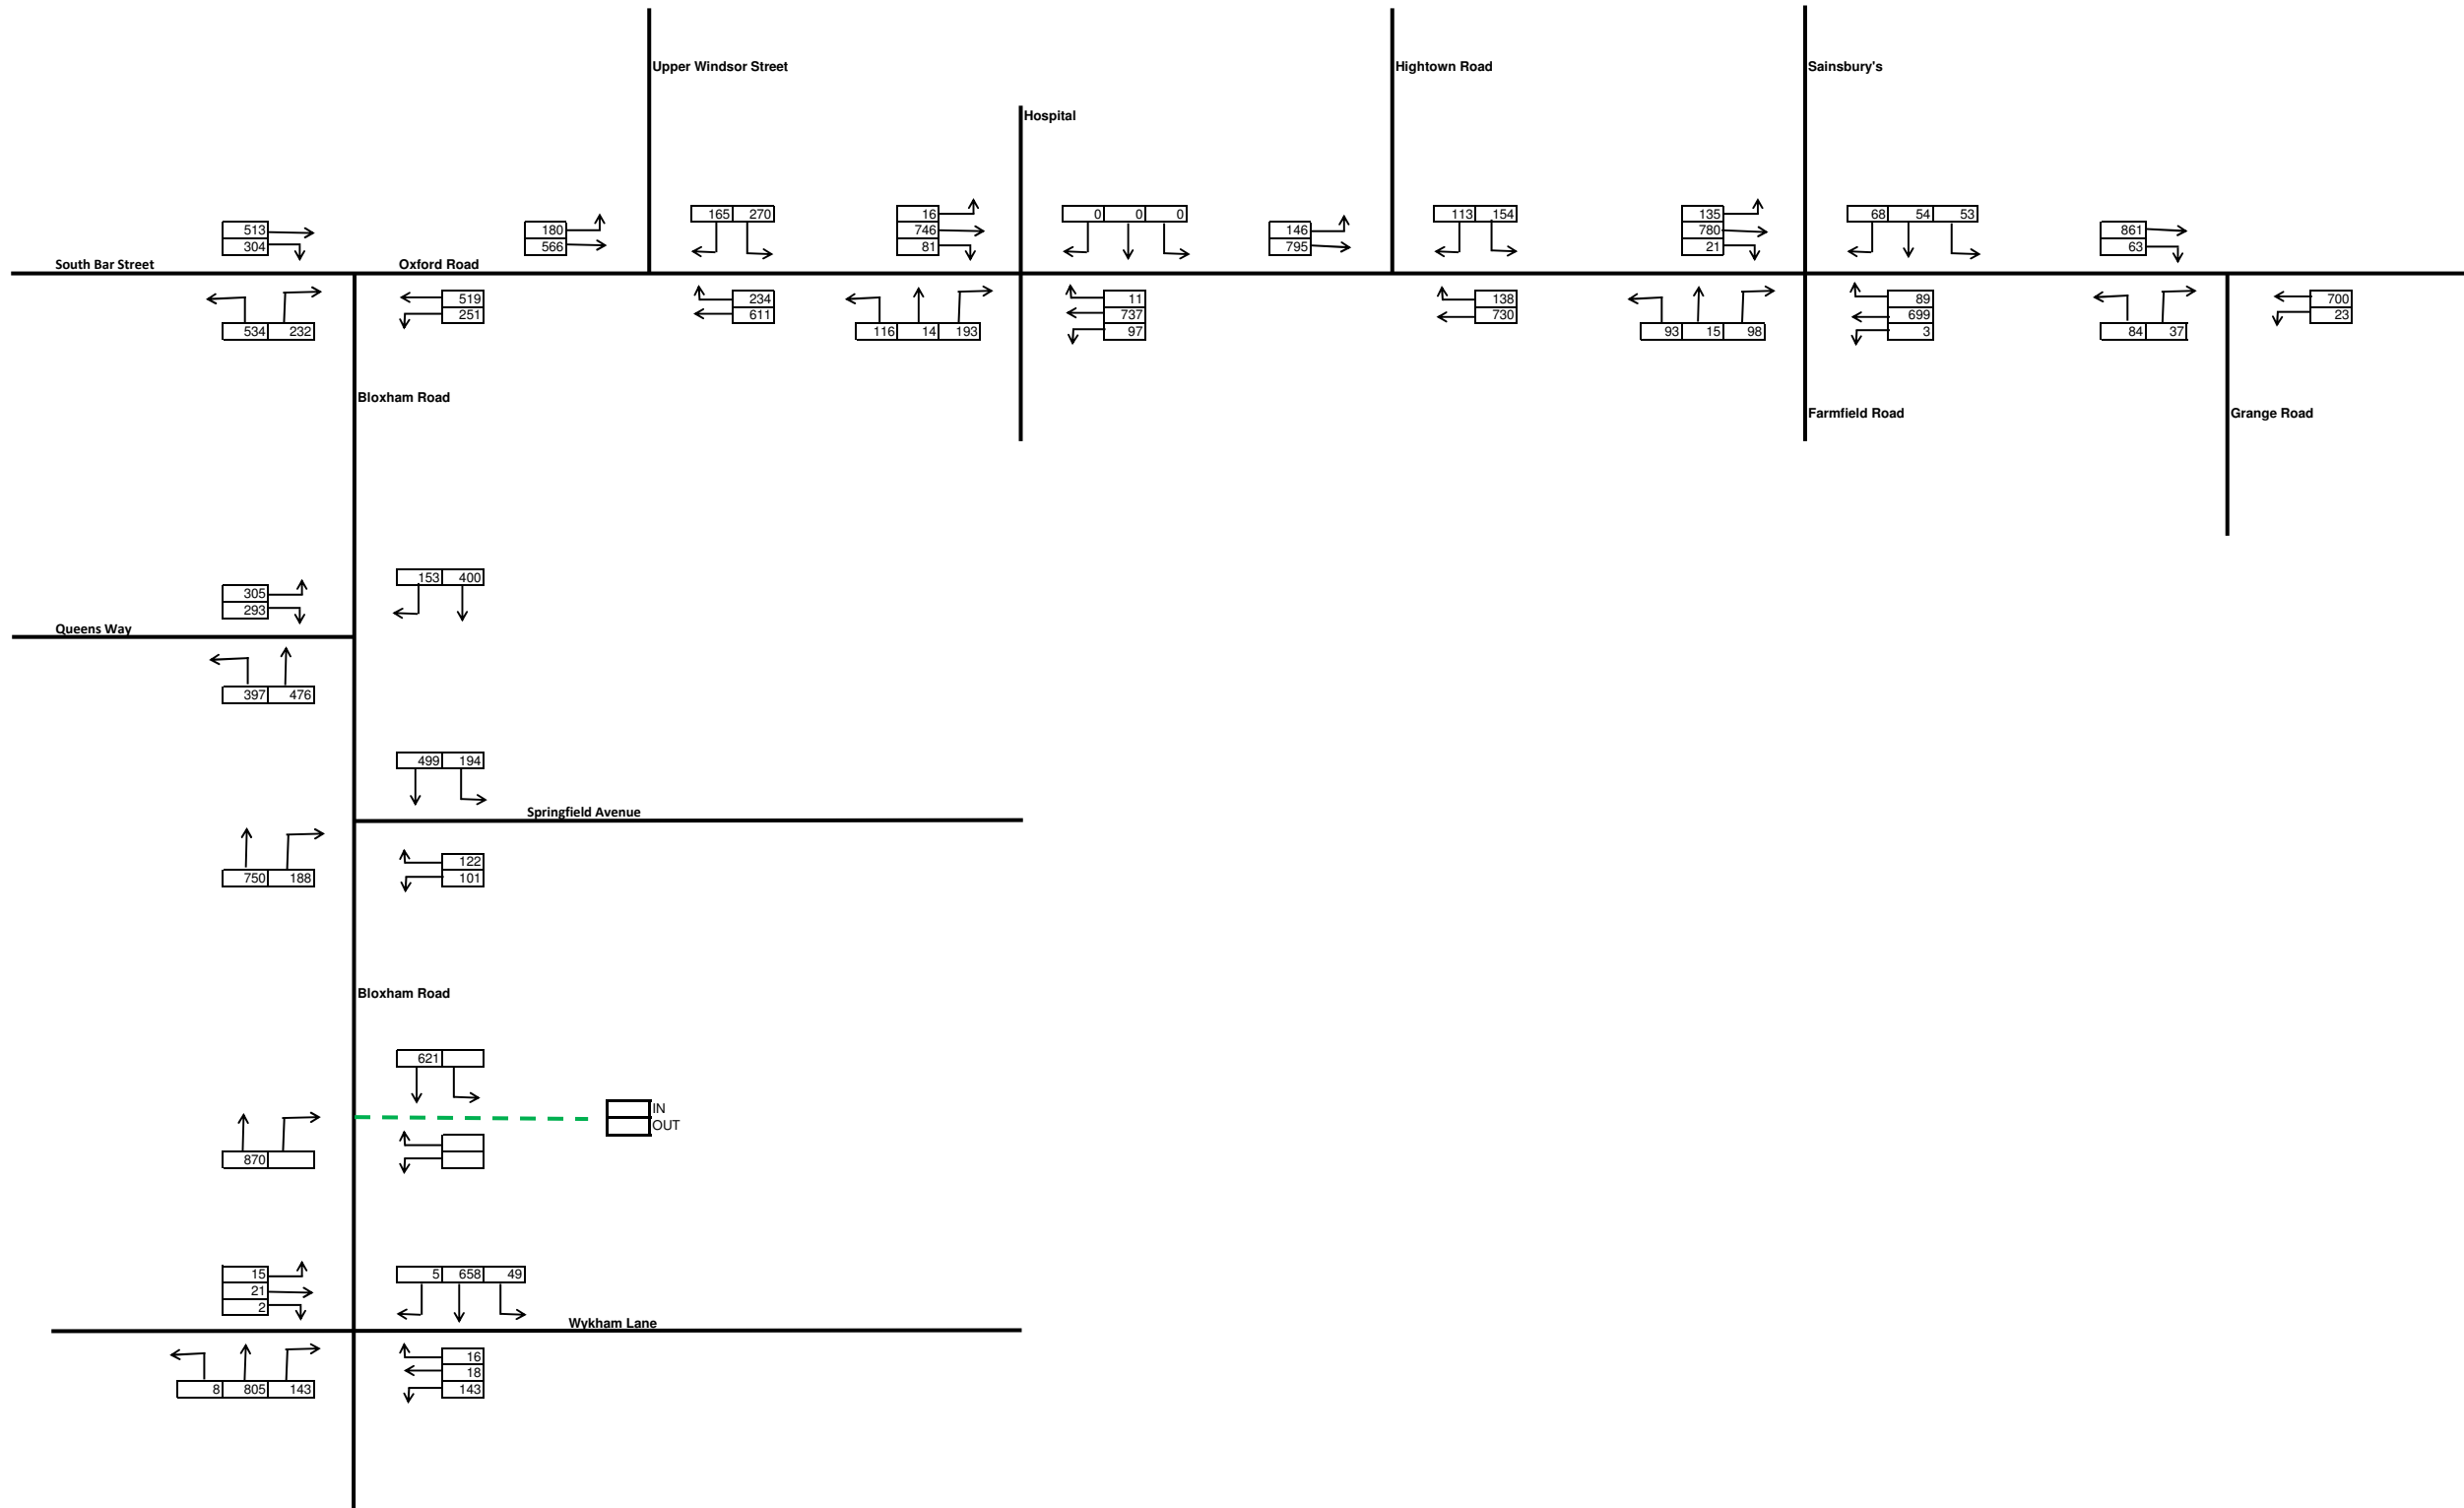 Upper Windsor Street
Hightown Road
Sainsbury's
Hospital
513
304
180
566
165 270
16
746
81
0 0 0
146
795
113 154
135
780
21
68 54 53
861
63
South Bar Street
Oxford Road
534 232
519
251
234
611
116 14 193
11
737
97
138
730
93 15 98
89
699
3
84 37
700
23
Bloxham Road
Farmfield Road
Grange Road
305
293
153 400
Queens Way
397 476
499 194
Springfield Avenue
750 188
122
101
Bloxham Road
621
IN
OUT
870
15
21
2
5 658 49
Wykham Lane
8 805 143
16
18
143